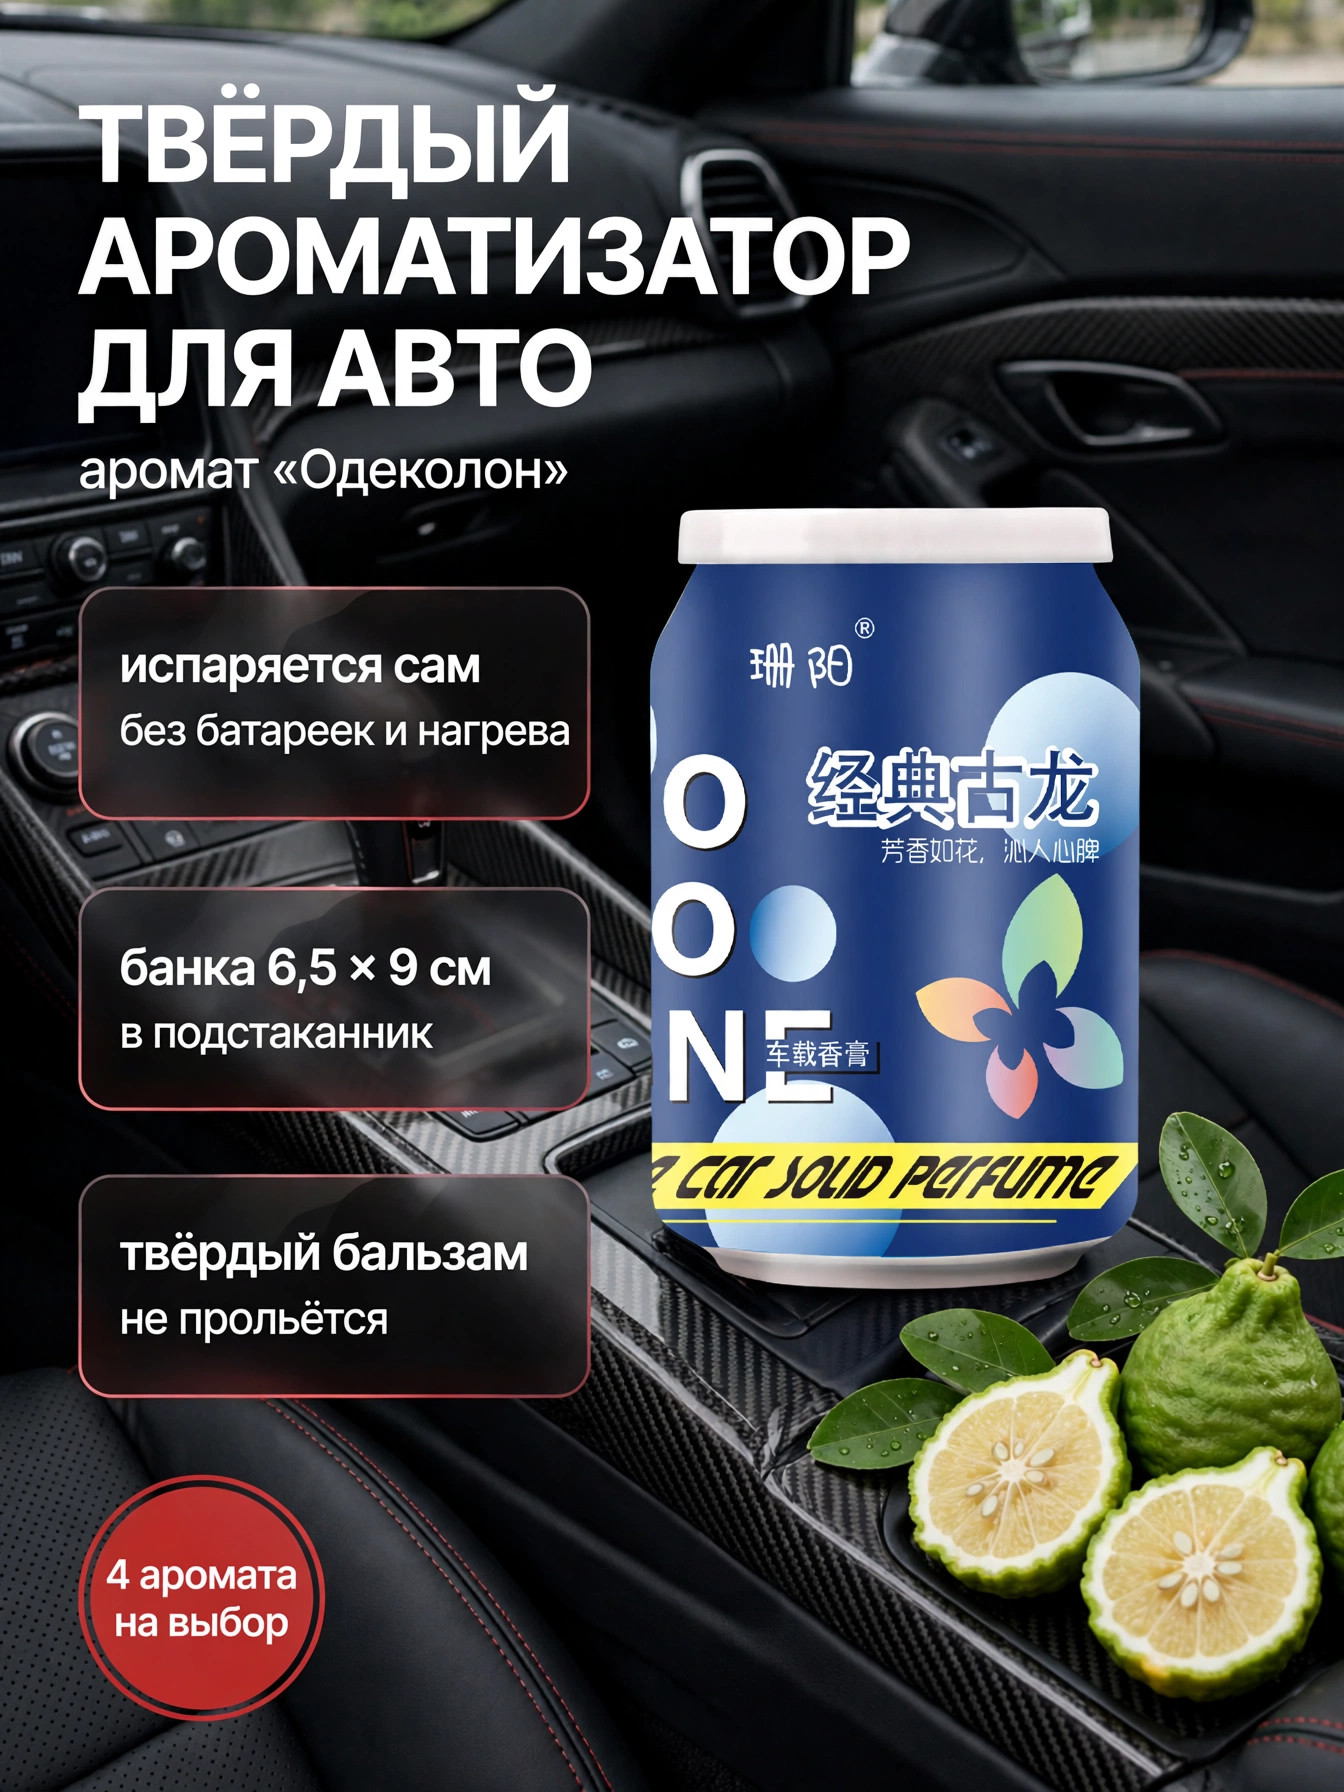 ТВЁРДЫЙ
АРОМАТИЗАТОР
ДЛЯ АВТО
аромат «Одеколон»
испаряется сам
без батареек и нагрева
банка 6,5 × 9 см
в подстаканник
твёрдый бальзам
не прольётся
4 аромата
на выбор
珊阳®
经典古龙
芳香如花，沁人心脾
O
O
NE
车载香膏
e car SOLID Perfume